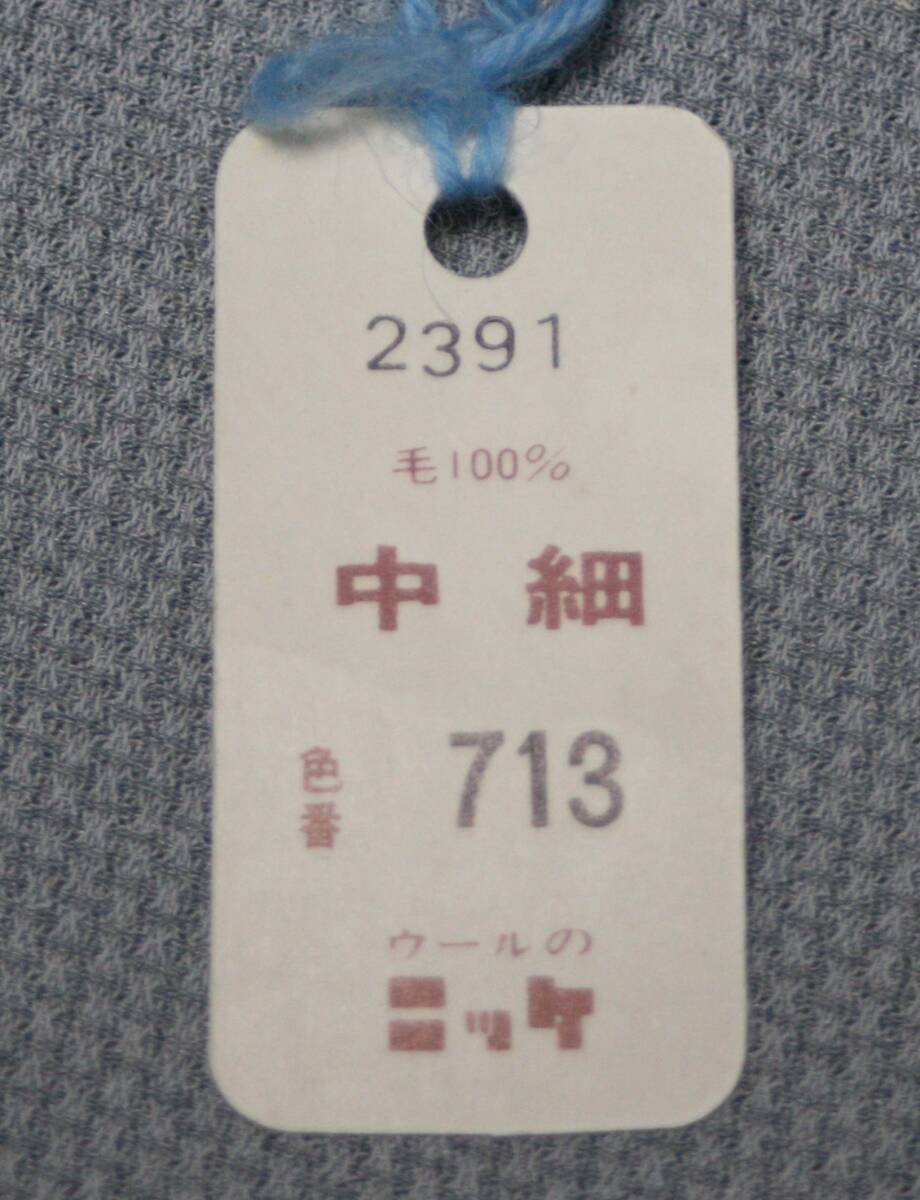 2391
毛100%
中細
色番 713
ウールの
ニッケ